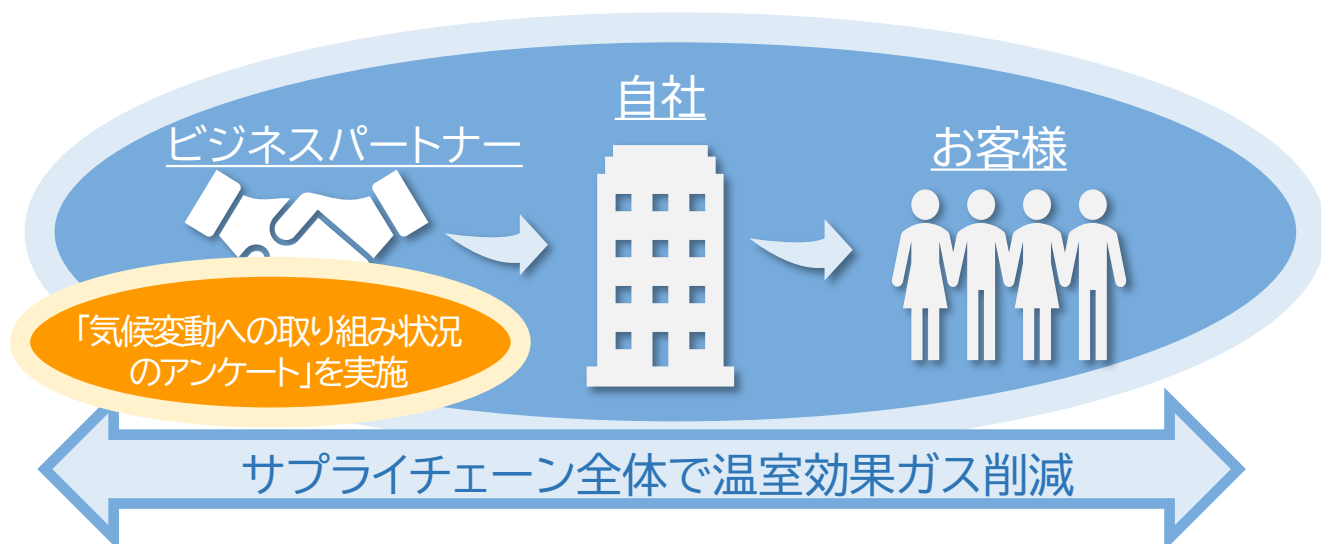 自社
ビジネスパートナー
お客様
「気候変動への取り組み状況
のアンケート」を実施
サプライチェーン全体で温室効果ガス削減